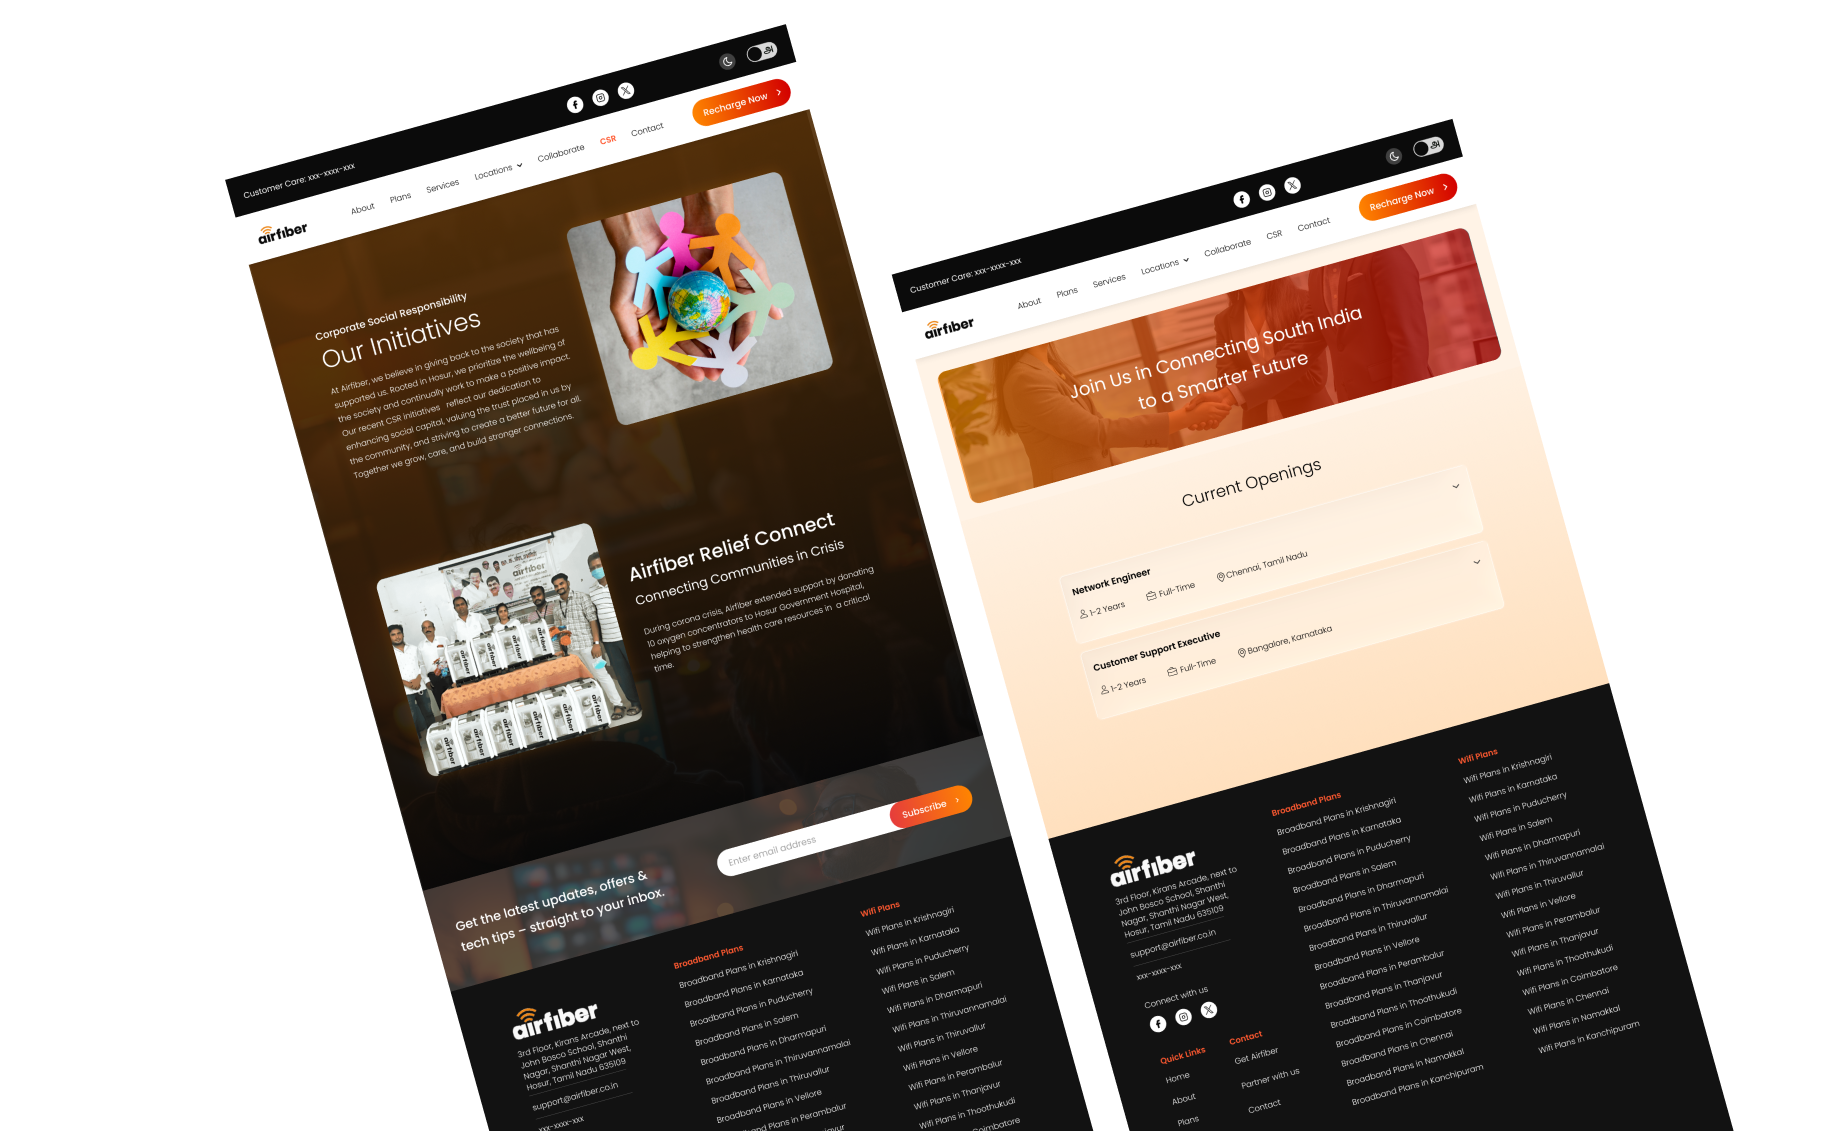 Customer Care: xxx-xxxx-xxx
airfiber
About
Plans
Services
Locations
Collaborate
CSR
Contact
Recharge Now
Corporate Social Responsibility
Our Initiatives
At Airfiber, we believe in giving back to the society that has
supported us. Rooted in Hosur, we prioritize the wellbeing of
the society and continually work to make a positive impact.
Our recent CSR initiatives reflect our dedication to
enhancing social capital, valuing the trust placed in us by
the community, and striving to create a better future for all.
Together we grow, care, and build stronger connections.
airfiber
airfiber
airfiber
airfiber
airfiber
airfiber
airfiber
airfiber
Airfiber Relief Connect
Connecting Communities in Crisis
During corona crisis, Airfiber extended support by donating
10 oxygen concentrators to Hosur Government Hospital,
helping to strengthen health care resources in a critical
time.
Get the latest updates, offers &
tech tips – straight to your inbox.
Enter email address
Subscribe
airfiber
3rd Floor, Kirans Arcade, next to
John Bosco School, Shanthi
Nagar, Shanthi Nagar West,
Hosur, Tamil Nadu 635109
support@airfiber.co.in
xxx-xxxx-xxx
Broadband Plans
Broadband Plans in Krishnagiri
Broadband Plans in Karnataka
Broadband Plans in Puducherry
Broadband Plans in Salem
Broadband Plans in Dharmapuri
Broadband Plans in Thiruvannamalai
Broadband Plans in Thiruvallur
Broadband Plans in Vellore
Broadband Plans in Perambalur
Wifi Plans
Wifi Plans in Krishnagiri
Wifi Plans in Karnataka
Wifi Plans in Puducherry
Wifi Plans in Salem
Wifi Plans in Dharmapuri
Wifi Plans in Thiruvannamalai
Wifi Plans in Thiruvallur
Wifi Plans in Vellore
Wifi Plans in Perambalur
Wifi Plans in Thanjavur
Wifi Plans in Thoothukudi
Coimbatore
Customer Care: xxx-xxxx-xxx
airfiber
About
Plans
Services
Locations
Collaborate
CSR
Contact
Recharge Now
Join Us in Connecting South India
to a Smarter Future
Current Openings
Network Engineer
1-2 Years
Full-Time
Chennai, Tamil Nadu
Customer Support Executive
1-2 Years
Full-Time
Bangalore, Karnataka
airfiber
3rd Floor, Kirans Arcade, next to
John Bosco School, Shanthi
Nagar, Shanthi Nagar West,
Hosur, Tamil Nadu 635109
support@airfiber.co.in
xxx-xxxx-xxx
Connect with us
Quick Links
Home
About
Plans
Contact
Get Airfiber
Partner with us
Contact
Broadband Plans
Broadband Plans in Krishnagiri
Broadband Plans in Karnataka
Broadband Plans in Puducherry
Broadband Plans in Salem
Broadband Plans in Dharmapuri
Broadband Plans in Thiruvannamalai
Broadband Plans in Thiruvallur
Broadband Plans in Vellore
Broadband Plans in Perambalur
Broadband Plans in Thanjavur
Broadband Plans in Thoothukudi
Broadband Plans in Coimbatore
Broadband Plans in Chennai
Broadband Plans in Namakkal
Broadband Plans in Kanchipuram
Wifi Plans
Wifi Plans in Krishnagiri
Wifi Plans in Karnataka
Wifi Plans in Puducherry
Wifi Plans in Salem
Wifi Plans in Dharmapuri
Wifi Plans in Thiruvannamalai
Wifi Plans in Thiruvallur
Wifi Plans in Vellore
Wifi Plans in Perambalur
Wifi Plans in Thanjavur
Wifi Plans in Thoothukudi
Wifi Plans in Coimbatore
Wifi Plans in Chennai
Wifi Plans in Namakkal
Wifi Plans in Kanchipuram